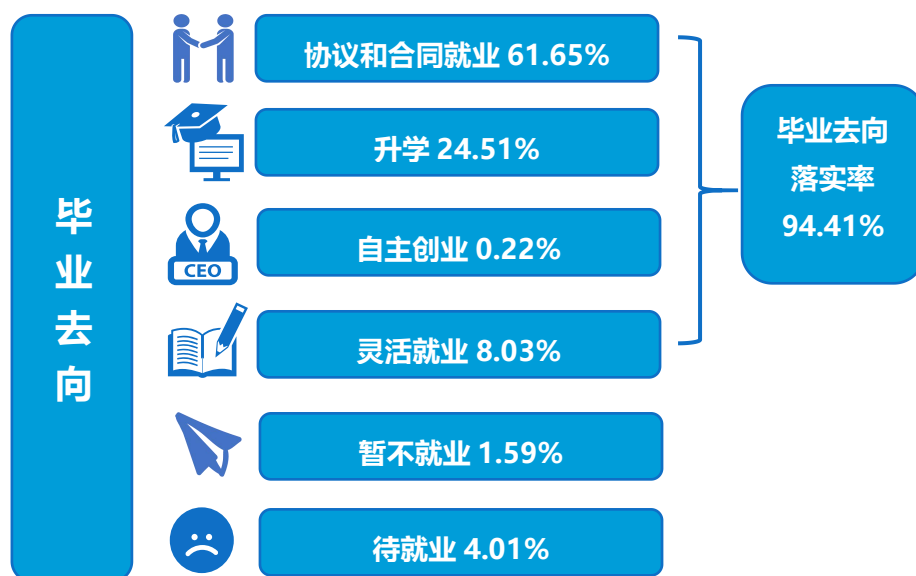 毕业去向
协议和合同就业 61.65%
升学 24.51%
CEO
自主创业 0.22%
灵活就业 8.03%
暂不就业 1.59%
待就业 4.01%
毕业去向
落实率
94.41%